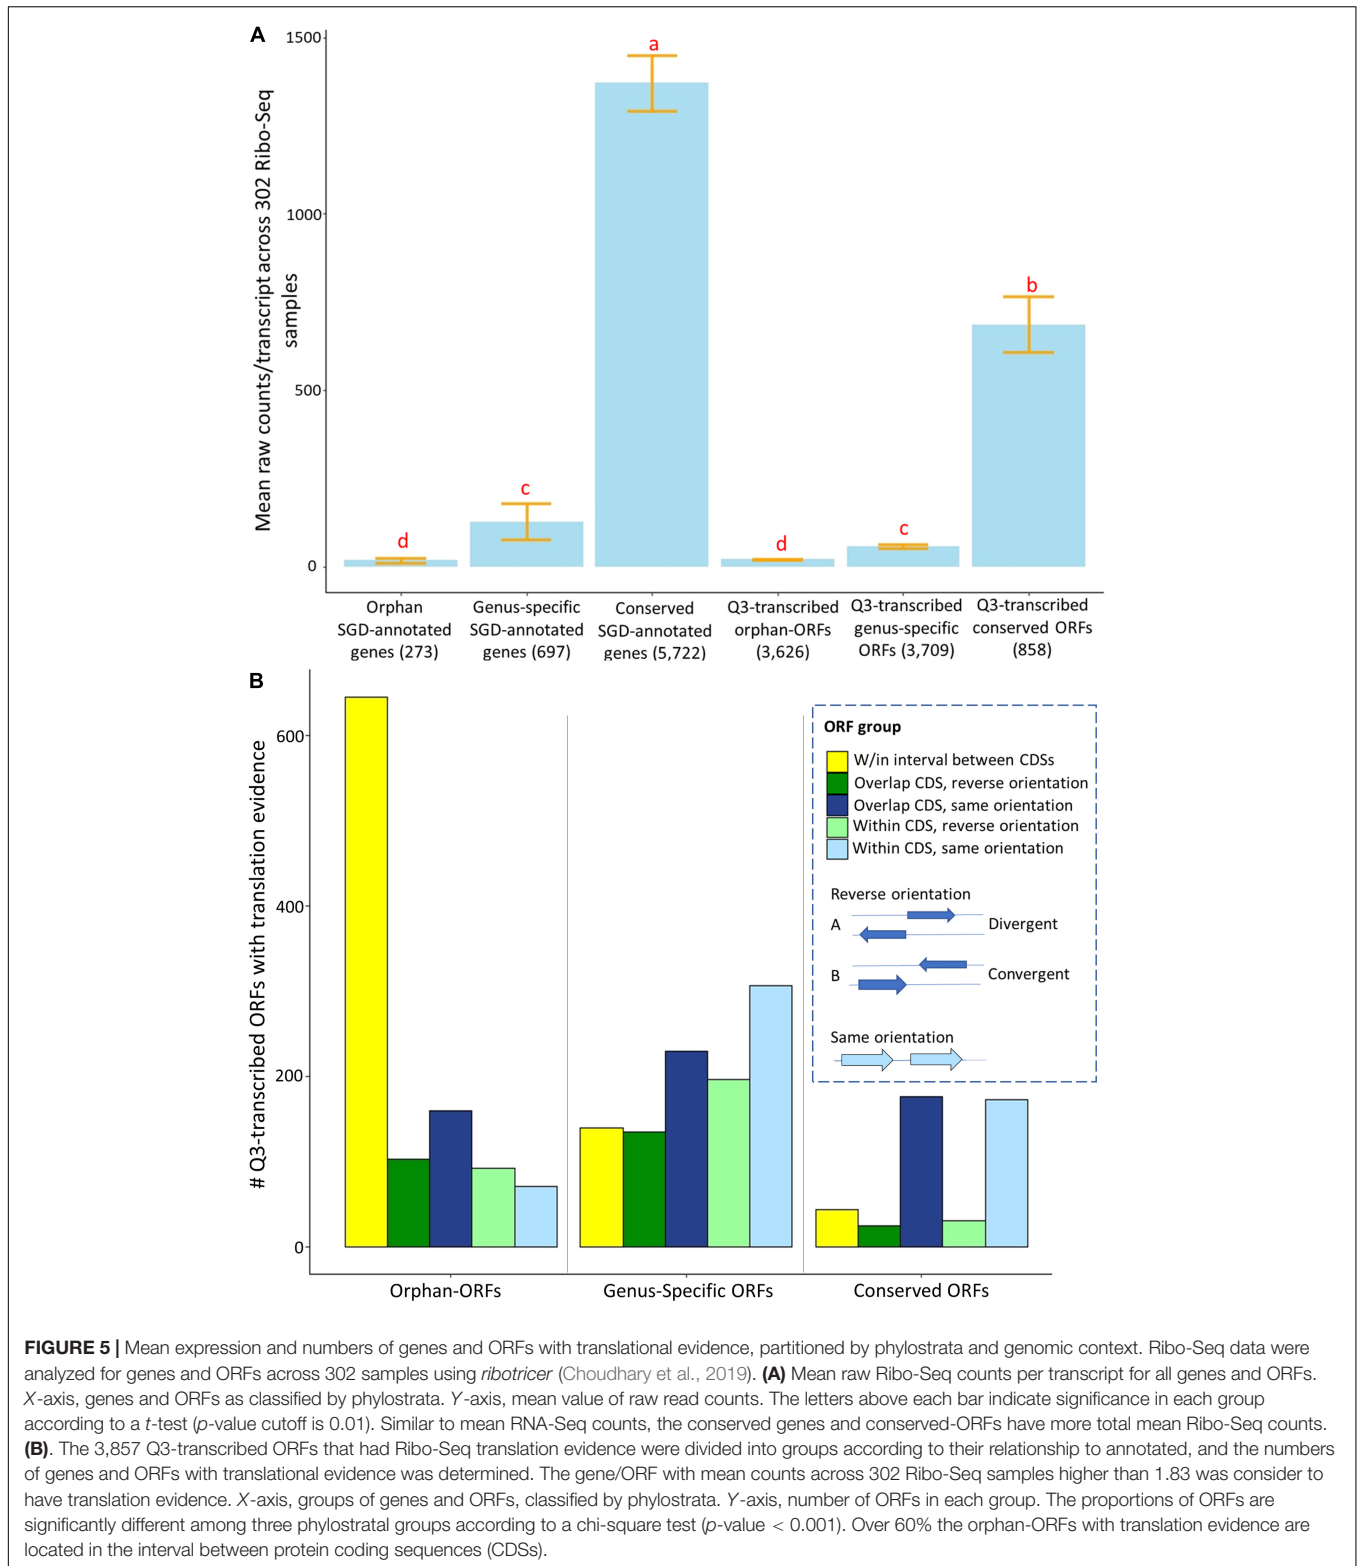 A
Mean raw counts/transcript across 302 Ribo-Seq
samples
1500
1000
500
0
a
b
c
c
d
d
Orphan
SGD-annotated
genes (273)
Genus-specific
SGD-annotated
genes (697)
Conserved
SGD-annotated
genes (5,722)
Q3-transcribed
orphan-ORFs
(3,626)
Q3-transcribed
genus-specific
ORFs (3,709)
Q3-transcribed
conserved ORFs
(858)
B
# Q3-transcribed ORFs with translation evidence
600
400
200
0
ORF group
W/in interval between CDSs
Overlap CDS, reverse orientation
Overlap CDS, same orientation
Within CDS, reverse orientation
Within CDS, same orientation
Reverse orientation
A
Divergent
B
Convergent
Same orientation
Orphan-ORFs
Genus-Specific ORFs
Conserved ORFs
FIGURE 5 | Mean expression and numbers of genes and ORFs with translational evidence, partitioned by phylostrata and genomic context. Ribo-Seq data were
analyzed for genes and ORFs across 302 samples using ribotricer (Choudhary et al., 2019). (A) Mean raw Ribo-Seq counts per transcript for all genes and ORFs.
X-axis, genes and ORFs as classified by phylostrata. Y-axis, mean value of raw read counts. The letters above each bar indicate significance in each group
according to a t-test (p-value cutoff is 0.01). Similar to mean RNA-Seq counts, the conserved genes and conserved-ORFs have more total mean Ribo-Seq counts.
(B). The 3,857 Q3-transcribed ORFs that had Ribo-Seq translation evidence were divided into groups according to their relationship to annotated, and the numbers
of genes and ORFs with translational evidence was determined. The gene/ORF with mean counts across 302 Ribo-Seq samples higher than 1.83 was consider to
have translation evidence. X-axis, groups of genes and ORFs, classified by phylostrata. Y-axis, number of ORFs in each group. The proportions of ORFs are
significantly different among three phylostratal groups according to a chi-square test (p-value < 0.001). Over 60% the orphan-ORFs with translation evidence are
located in the interval between protein coding sequences (CDSs).